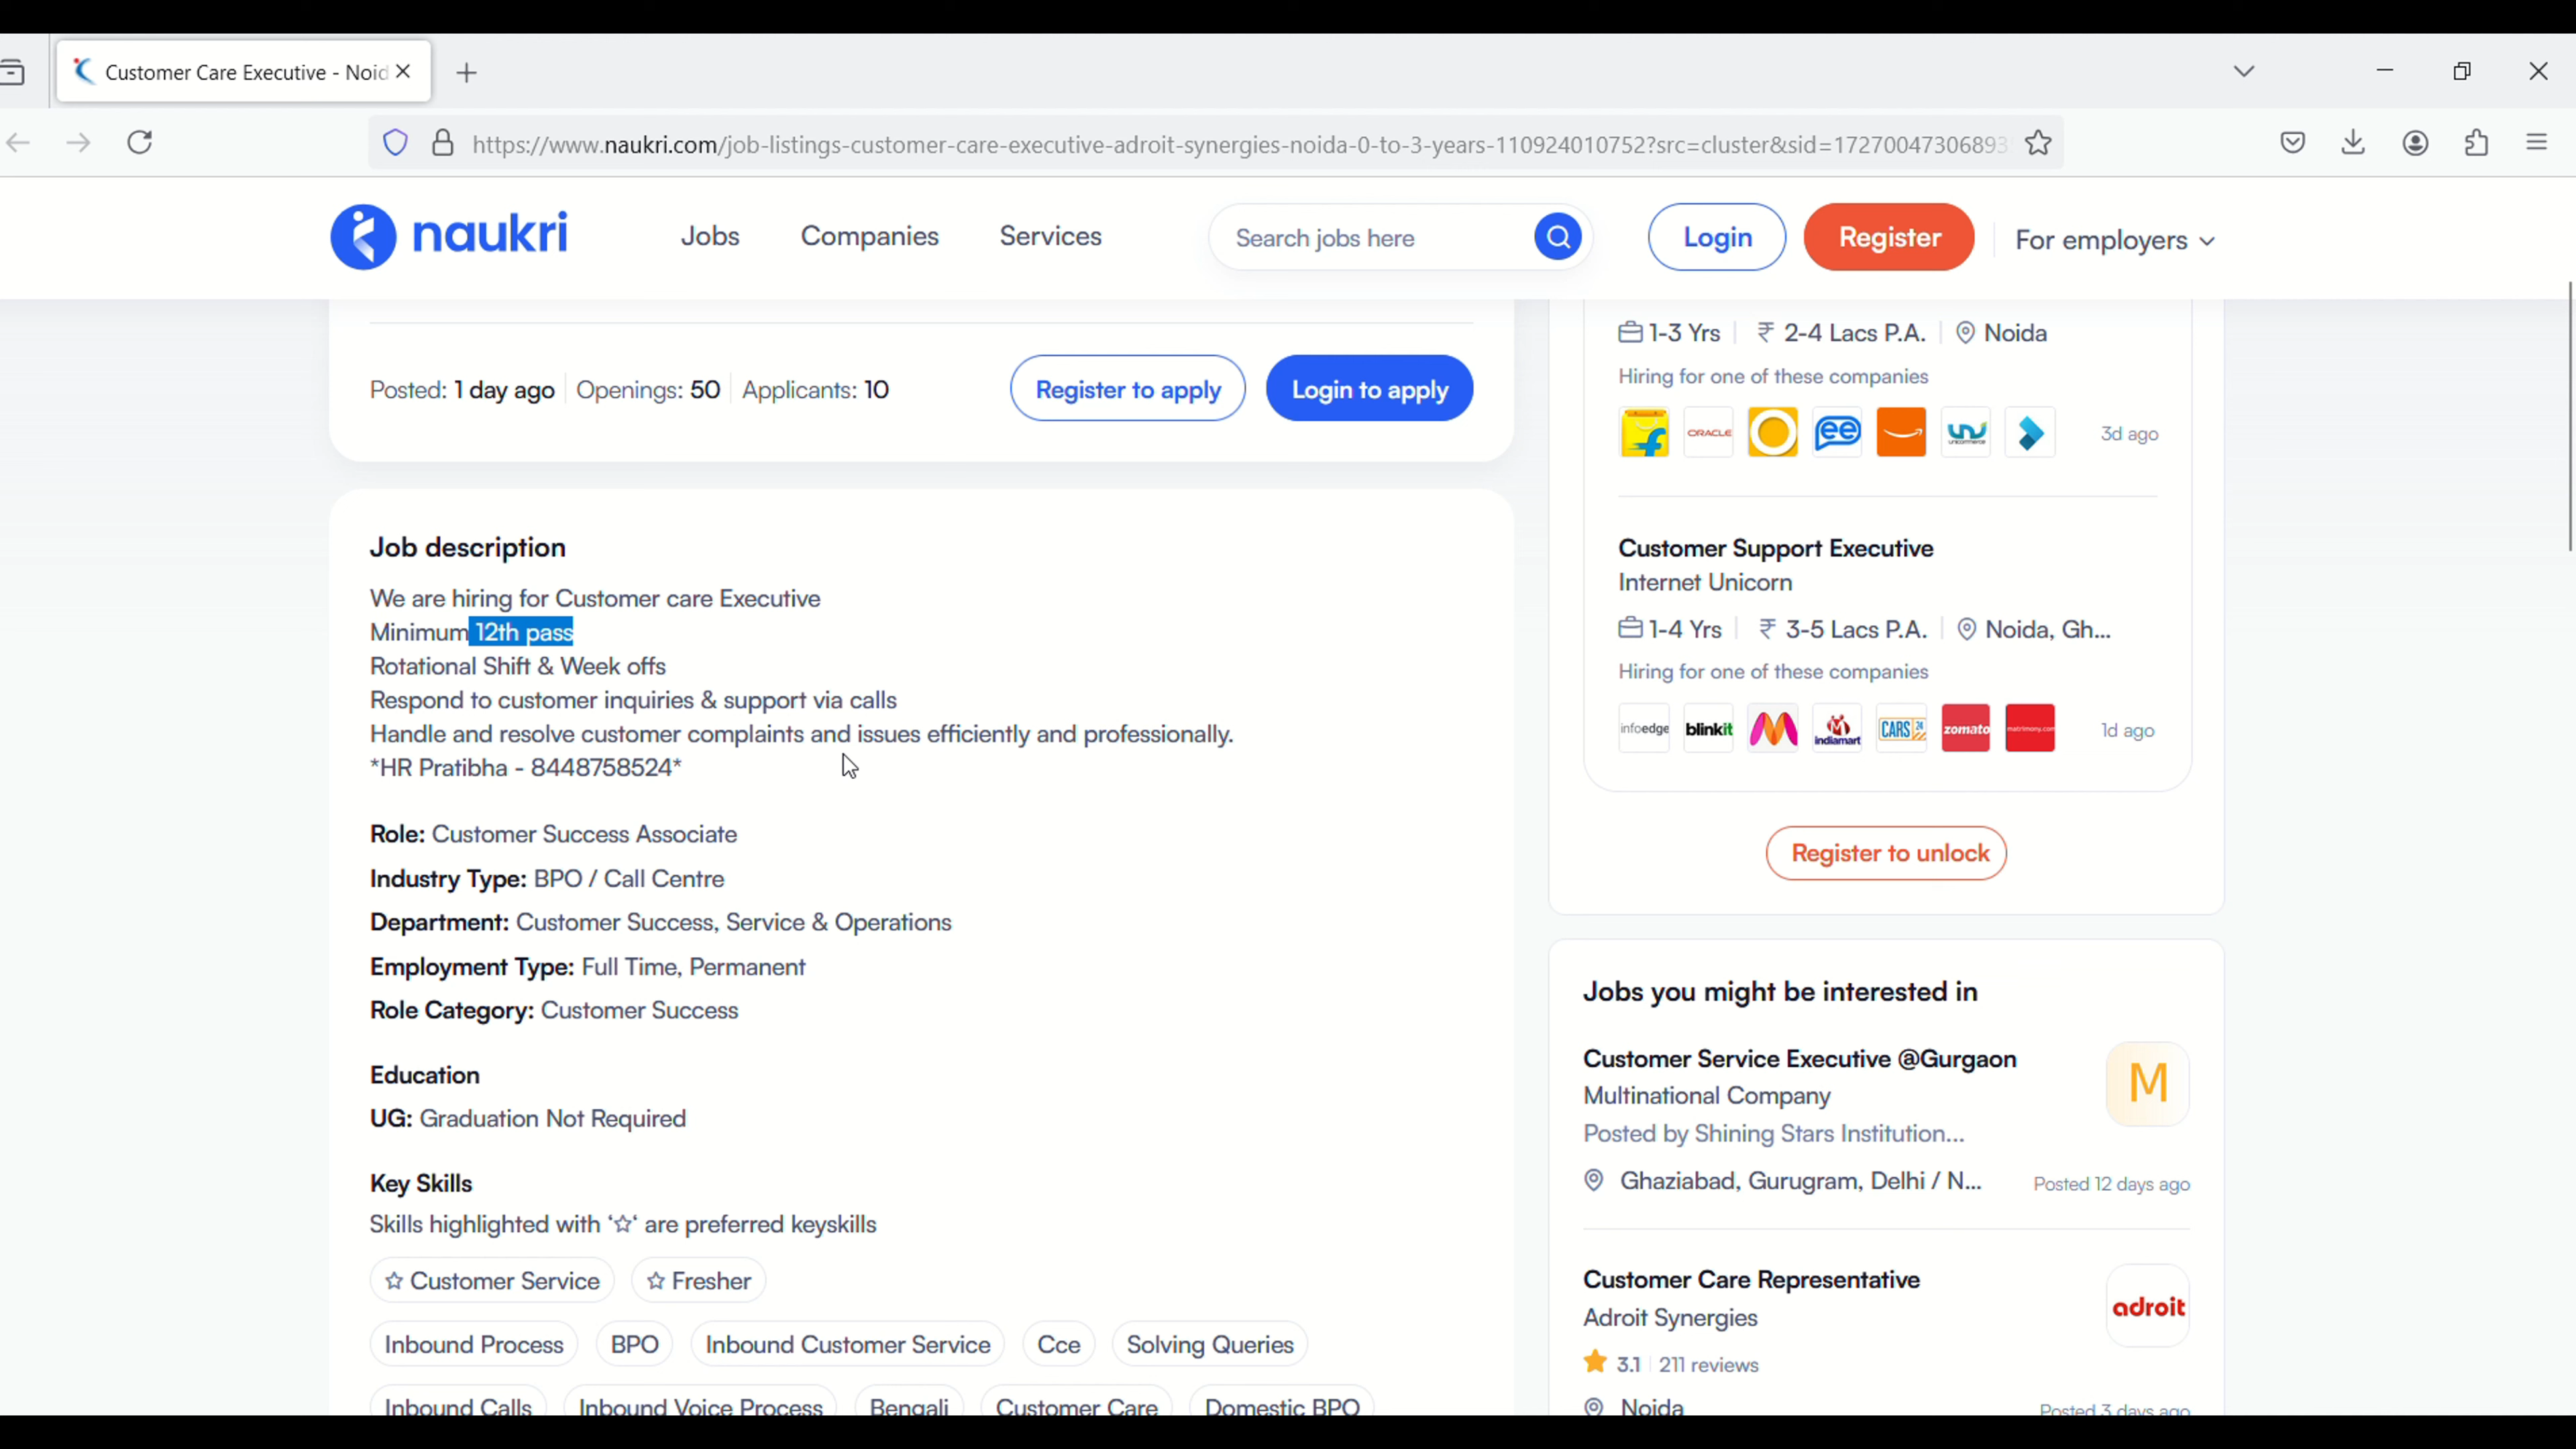 Customer Care Executive - Noid
https://www.naukri.com/job-listings-customer-care-executive-adroit-synergies-noida-0-to-3-years-110924010752?src=cluster&sid=17270047306893
naukri
Jobs
Companies
Services
Search jobs here
Login
Register
For employers
Posted: 1 day ago
Openings: 50
Applicants: 10
Register to apply
Login to apply
Job description
We are hiring for Customer care Executive
Minimum 12th pass
Rotational Shift & Week offs
Respond to customer inquiries & support via calls
Handle and resolve customer complaints and issues efficiently and professionally.
*HR Pratibha - 8448758524*
Role: Customer Success Associate
Industry Type: BPO / Call Centre
Department: Customer Success, Service & Operations
Employment Type: Full Time, Permanent
Role Category: Customer Success
Education
UG: Graduation Not Required
Key Skills
Skills highlighted with ‘☆‘ are preferred keyskills
☆ Customer Service
☆ Fresher
Inbound Process
BPO
Inbound Customer Service
Cce
Solving Queries
Inbound Calls
Inbound Voice Process
Bengali
Customer Care
Domestic BPO
1-3 Yrs
₹ 2-4 Lacs P.A.
Noida
Hiring for one of these companies
ORACLE
ee
unicommerce
3d ago
Customer Support Executive
Internet Unicorn
1-4 Yrs
₹ 3-5 Lacs P.A.
Noida, Gh...
Hiring for one of these companies
infoedge
blinkit
indiamart
CARS 24
zomato
matrimony.com
1d ago
Register to unlock
Jobs you might be interested in
Customer Service Executive @Gurgaon
Multinational Company
M
Posted by Shining Stars Institution...
Ghaziabad, Gurugram, Delhi / N...
Posted 12 days ago
Customer Care Representative
Adroit Synergies
adroit
3.1
211 reviews
Noida
Posted 3 days ago